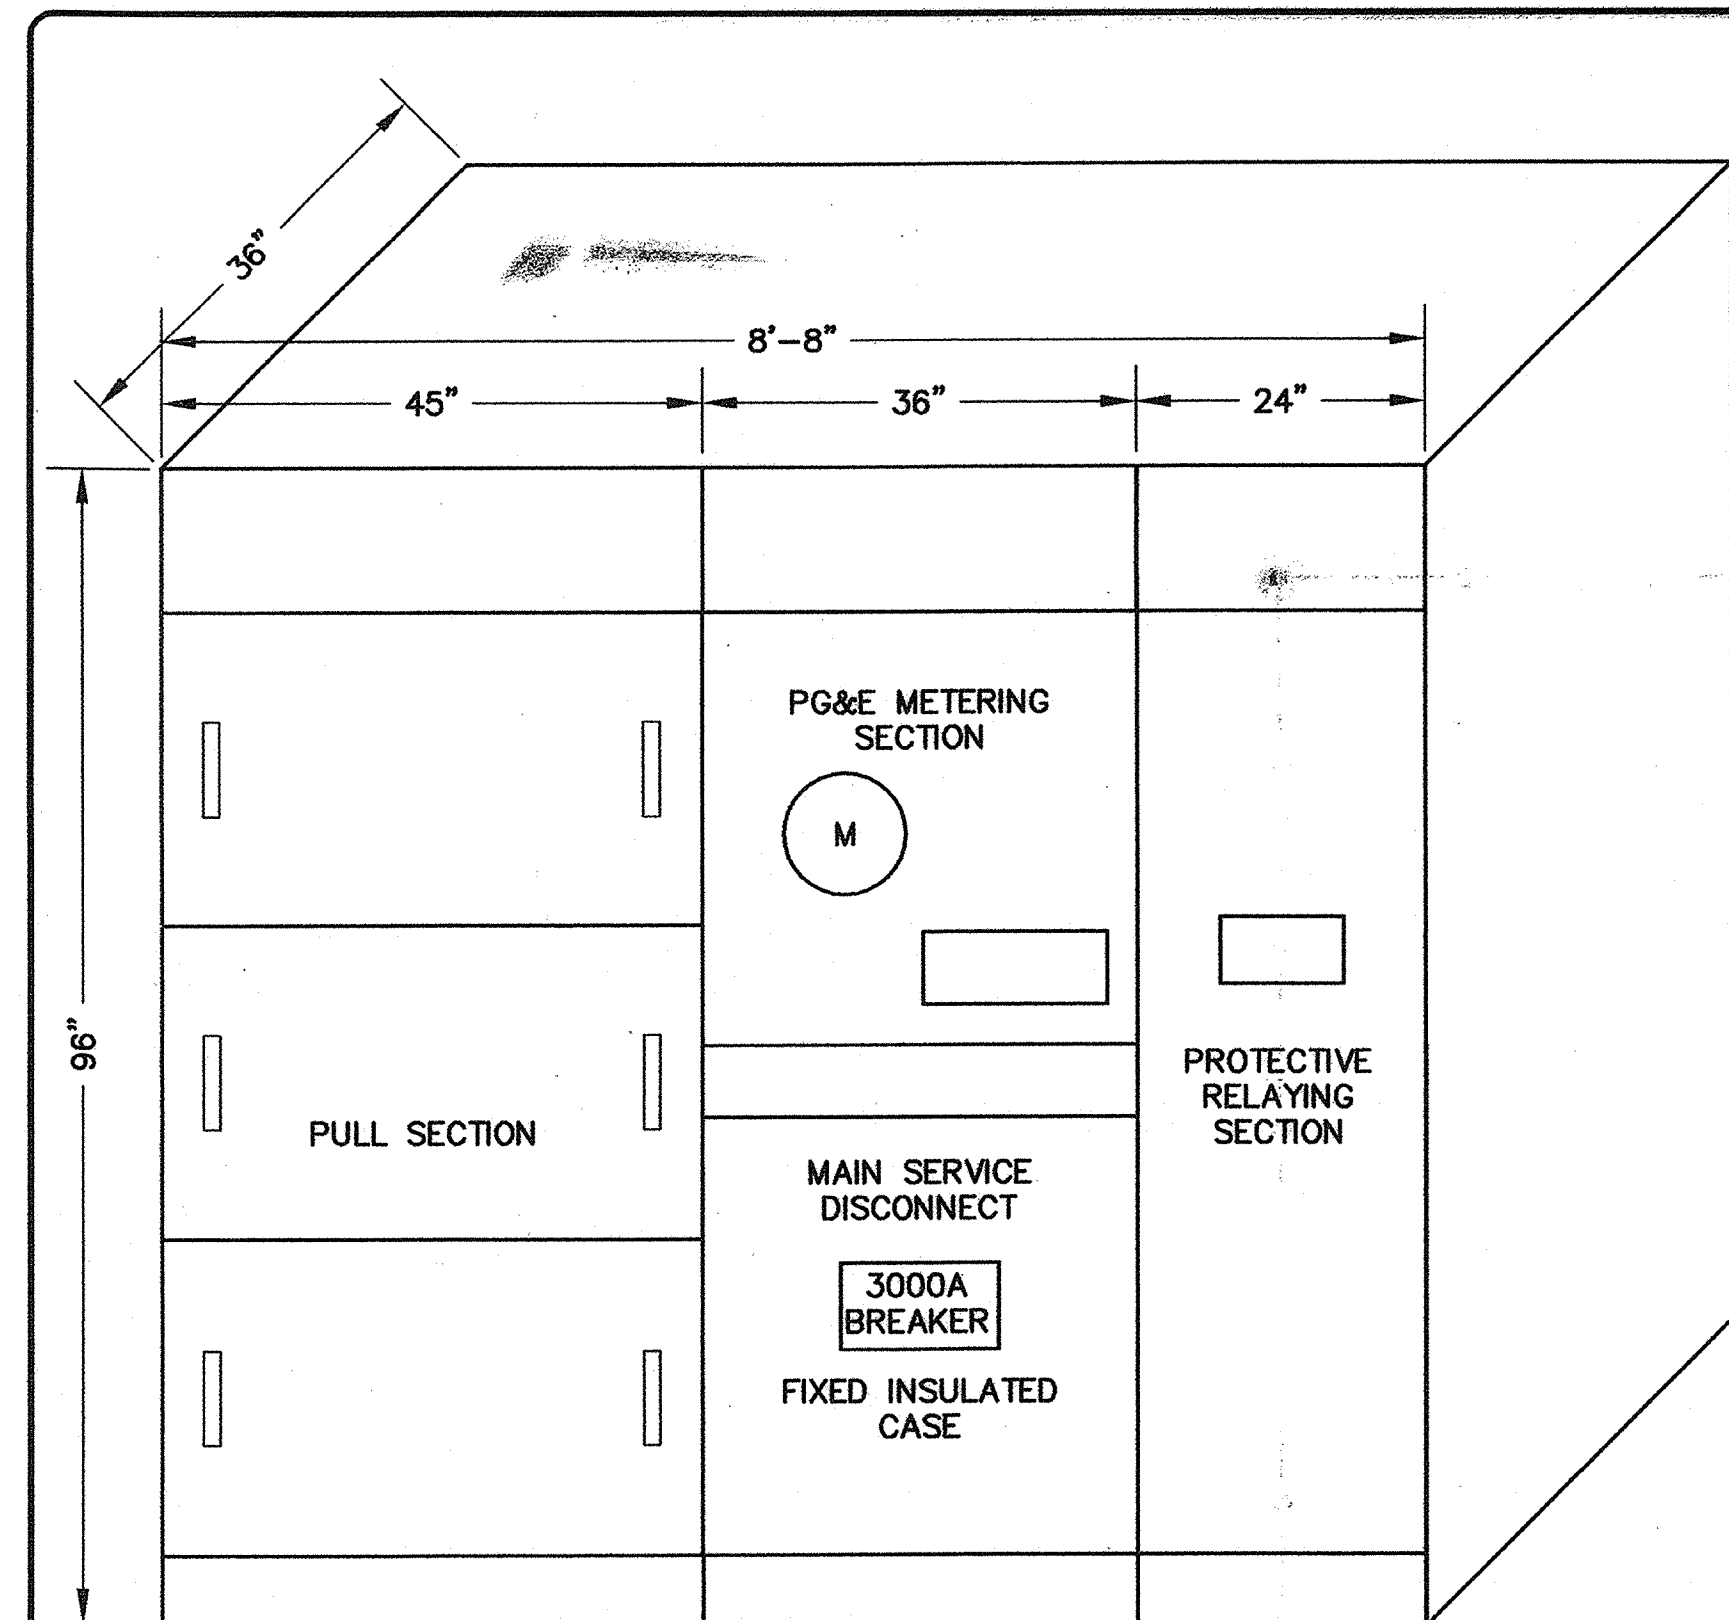 36"
8'-8"
45"
36"
24"
96"
PG&E METERING
SECTION
M
PULL SECTION
MAIN SERVICE
DISCONNECT
3000A
BREAKER
FIXED INSULATED
CASE
PROTECTIVE
RELAYING
SECTION